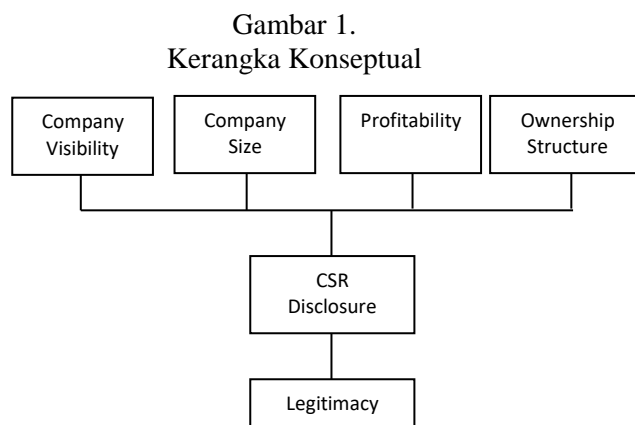 Gambar 1.
Kerangka Konseptual
Company
Visibility
Company
Size
Profitability
Ownership
Structure
CSR
Disclosure
Legitimacy